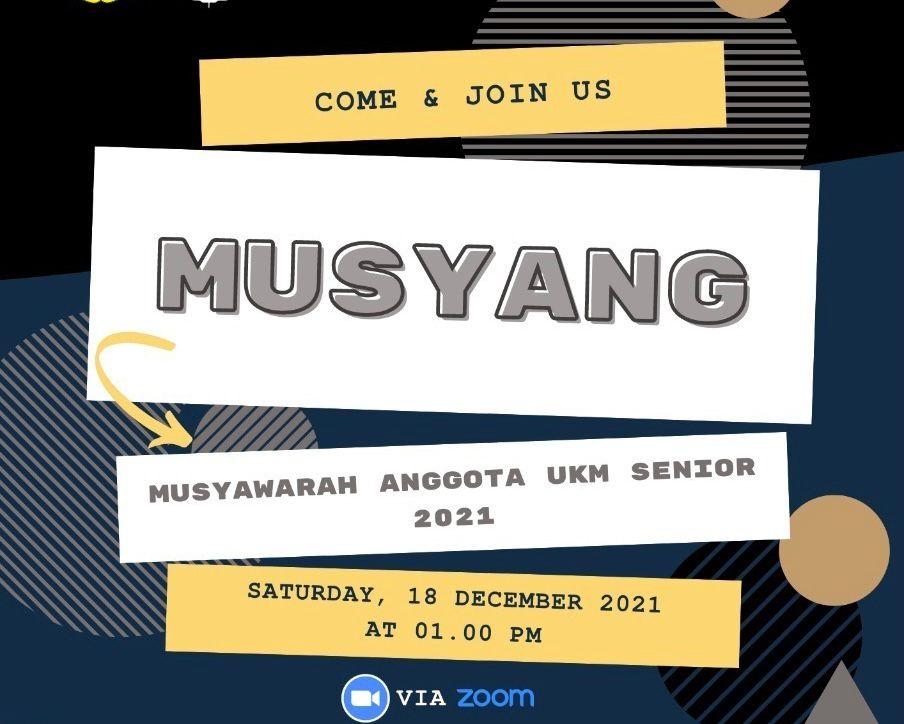 COME & JOIN US
MUSYANG
MUSYAWARAH ANGGOTA UKM SENIOR
2021
SATURDAY, 18 DECEMBER 2021
AT 01.00 PM
VIA zoom